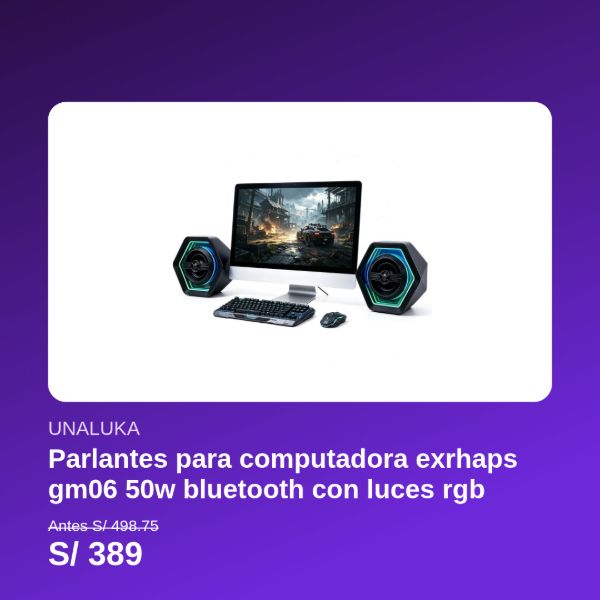 UNALUKA
Parlantes para computadora exrhaps
gm06 50w bluetooth con luces rgb
Antes S/ 498.75
S/ 389